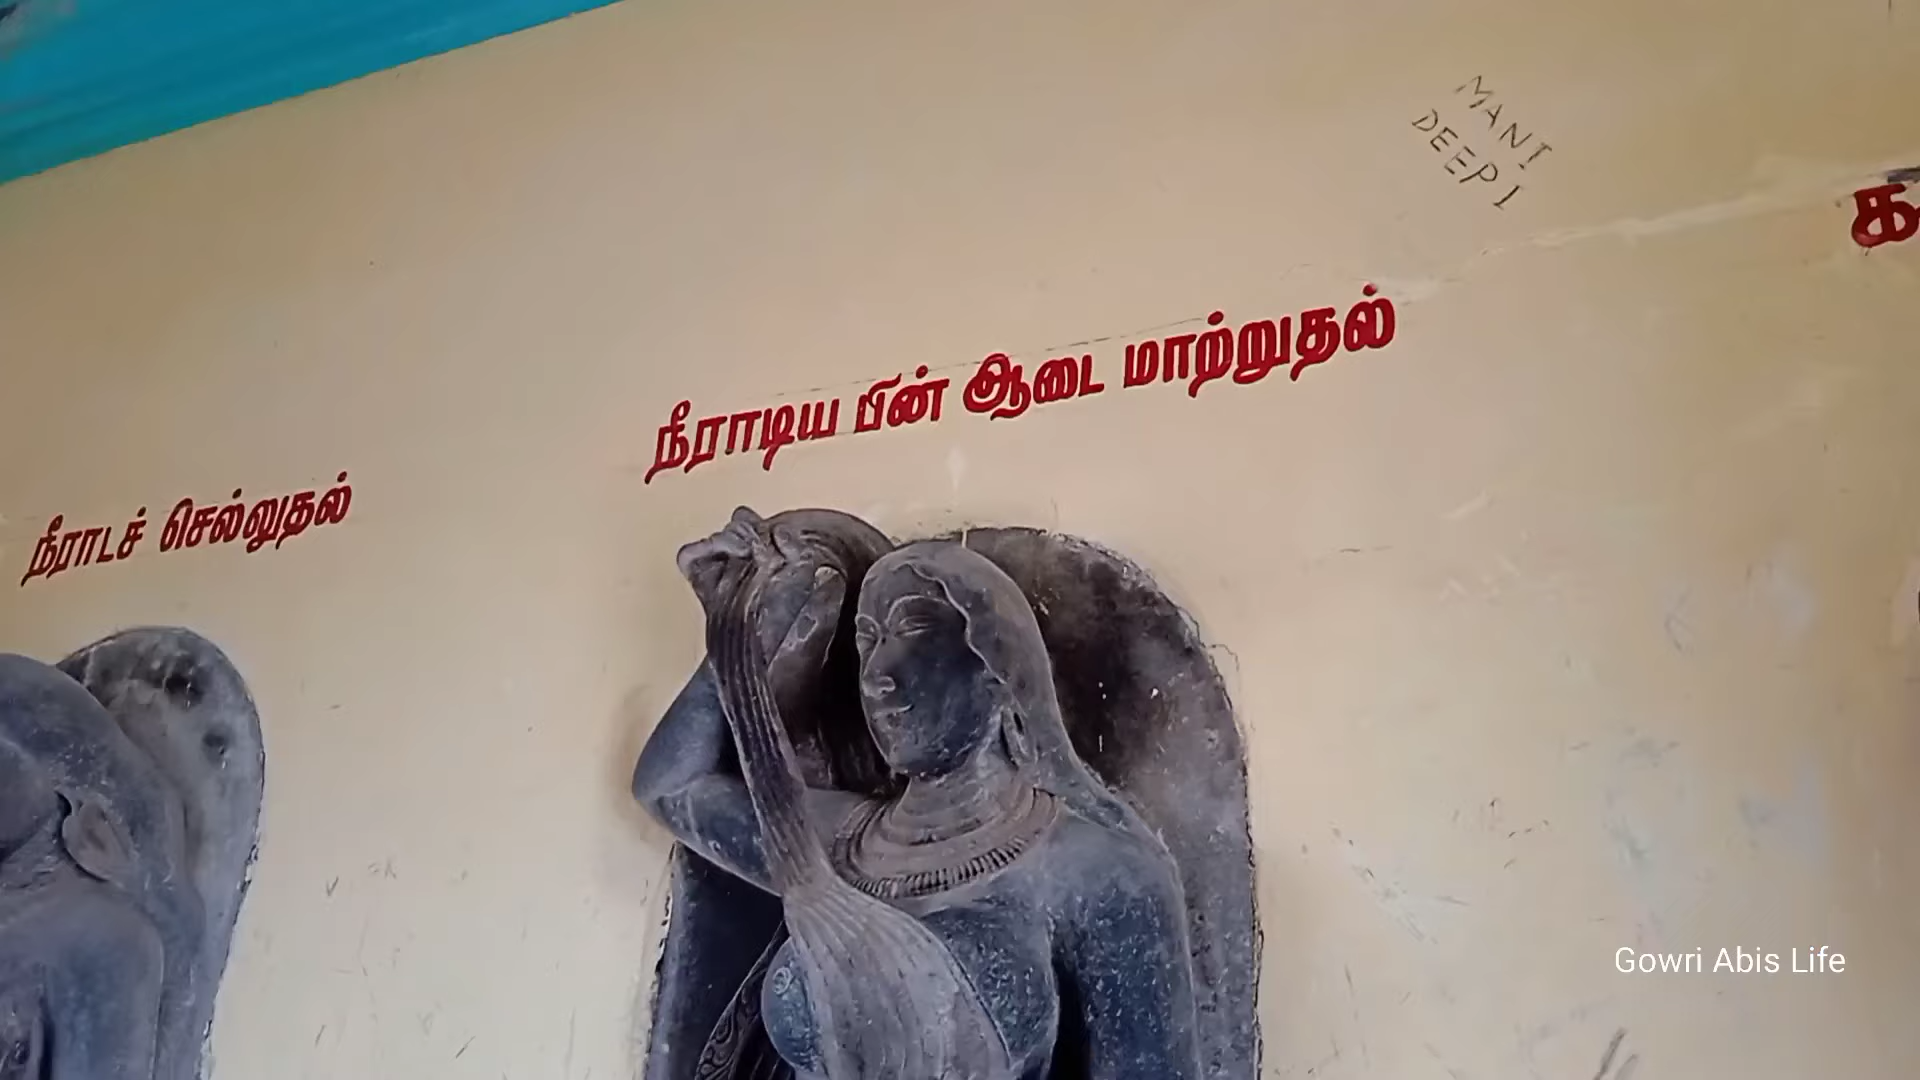 MANI
DEEPI
நீராடிய பின் ஆடை மாற்றுதல்
நீராடச் செல்லுதல்
Gowri Abis Life